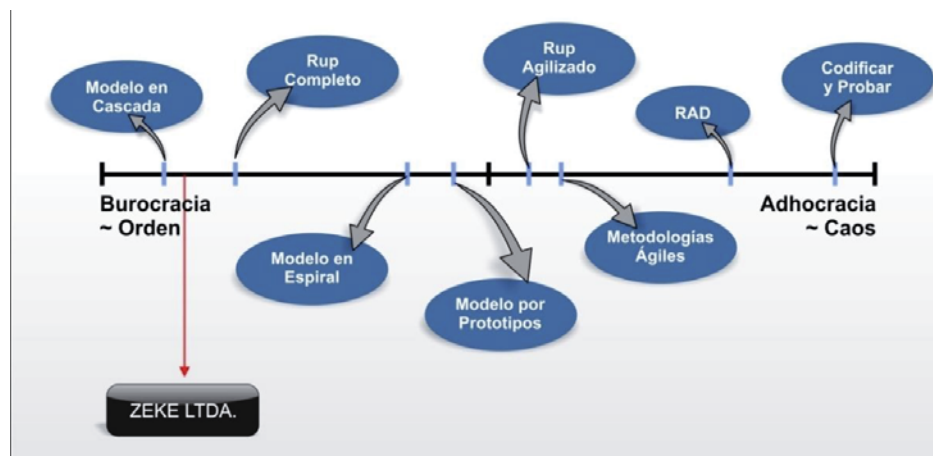 Modelo en
Cascada
Rup
Completo
Rup
Agilizado
RAD
Codificar
y Probar
Burocracia
~ Orden
Adhocracia
~ Caos
Modelo en
Espiral
Modelo por
Prototipos
Metodologías
Ágiles
ZEKE LTDA.